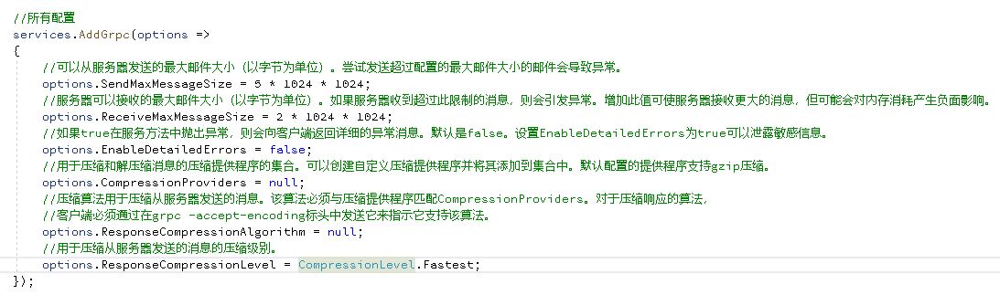 //所有配置
services.AddGrpc(options =>
{
//可以从服务器发送的最大邮件大小（以字节为单位）。尝试发送超过配置的最大邮件大小的邮件会导致异常。
options.SendMaxMessageSize = 5 * 1024 * 1024;
//服务器可以接收的最大邮件大小（以字节为单位）。如果服务器收到超过此限制的消息，则会引发异常。增加此值可使服务器接收更大的消息，但可能会对内存消耗产生负面影响。
options.ReceiveMaxMessageSize = 2 * 1024 * 1024;
//如果true在服务方法中抛出异常，则会向客户端返回详细的异常消息。默认是false。设置EnableDetailedErrors为true可以泄露敏感信息。
options.EnableDetailedErrors = false;
//用于压缩和解压缩消息的压缩提供程序的集合。可以创建自定义压缩提供程序并将其添加到集合中。默认配置的提供程序支持gzip压缩。
options.CompressionProviders = null;
//压缩算法用于压缩从服务器发送的消息。该算法必须与压缩提供程序匹配CompressionProviders。对于压缩响应的算法，
//客户端必须通过在grpc -accept-encoding标头中发送它来指示它支持该算法。
options.ResponseCompressionAlgorithm = null;
//用于压缩从服务器发送的消息的压缩级别。
options.ResponseCompressionLevel = CompressionLevel.Fastest;
});